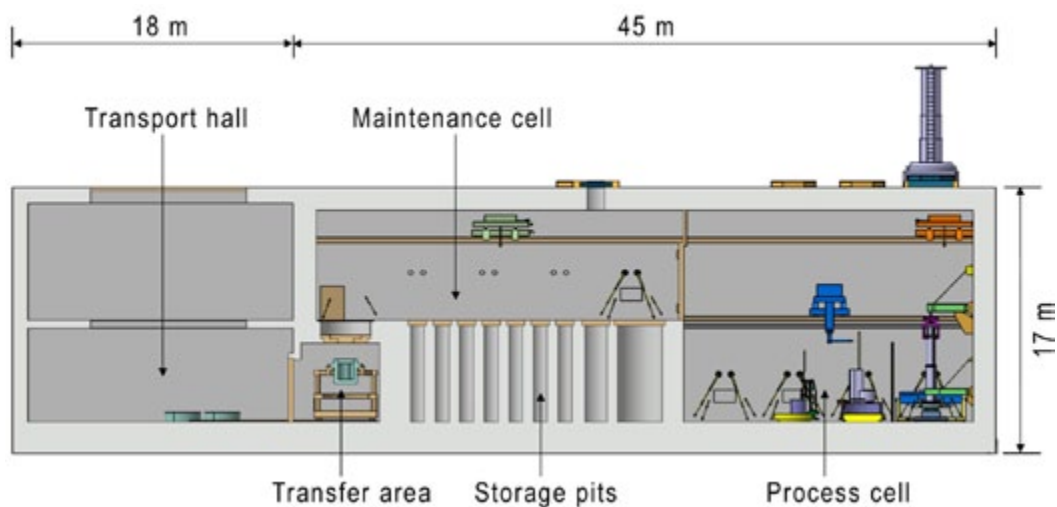 18 m
45 m
Transport hall
Maintenance cell
17 m
Transfer area
Storage pits
Process cell